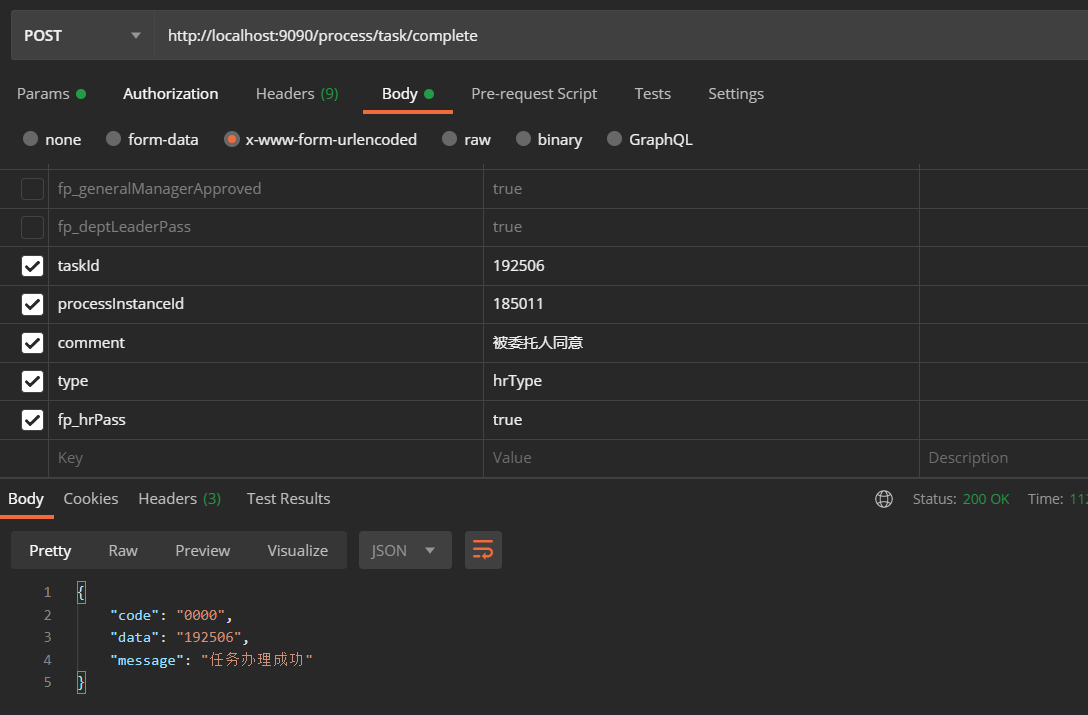 POST http://localhost:9090/process/task/complete
Params Authorization Headers (9) Body Pre-request Script Tests Settings
none form-data x-www-form-urlencoded raw binary GraphQL
fp_generalManagerApproved true
fp_deptLeaderPass true
taskId 192506
processInstanceId 185011
comment 被委托人同意
type hrType
fp_hrPass true
Key Value Description
Body Cookies Headers (3) Test Results Status: 200 OK Time: 112
Pretty Raw Preview Visualize JSON
1 {
2 "code": "0000",
3 "data": "192506",
4 "message": "任务办理成功"
5 }